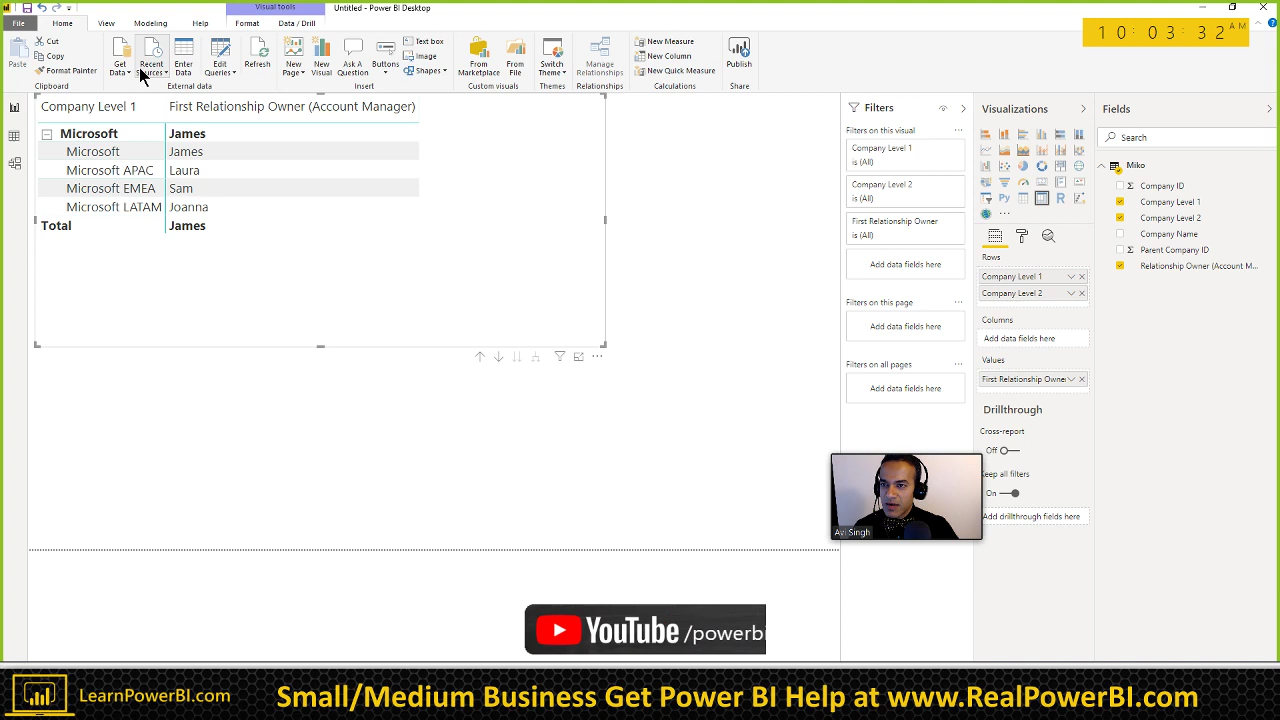 Visual tools
Untitled - Power BI Desktop
File
Home
View
Modeling
Help
Format
Data / Drill
10:03:32 AM
Paste
Cut
Copy
Format Painter
Clipboard
Get Data
Recent Sources
Enter Data
Edit Queries
Refresh
External data
New Page
New Visual
Ask A Question
Buttons
Text box
Image
Shapes
Insert
From Marketplace
From File
Custom visuals
Switch Theme
Themes
Manage Relationships
Relationships
New Measure
New Column
New Quick Measure
Calculations
Publish
Share
Company Level 1 First Relationship Owner (Account Manager)
Microsoft James
Microsoft James
Microsoft APAC Laura
Microsoft EMEA Sam
Microsoft LATAM Joanna
Total James
Filters
Filters on this visual
Company Level 1
is (All)
Company Level 2
is (All)
First Relationship Owner
is (All)
Add data fields here
Filters on this page
Add data fields here
Filters on all pages
Add data fields here
Visualizations
Py
R
Rows
Company Level 1
Company Level 2
Columns
Add data fields here
Values
First Relationship Owne
Drillthrough
Cross-report
Off
Keep all filters
On
Add drillthrough fields here
Fields
Search
Miko
Σ Company ID
Company Level 1
Company Level 2
Company Name
Σ Parent Company ID
Relationship Owner (Account M...
Avi Singh
YouTube /powerbi
LearnPowerBI.com
Small/Medium Business Get Power BI Help at www.RealPowerBI.com